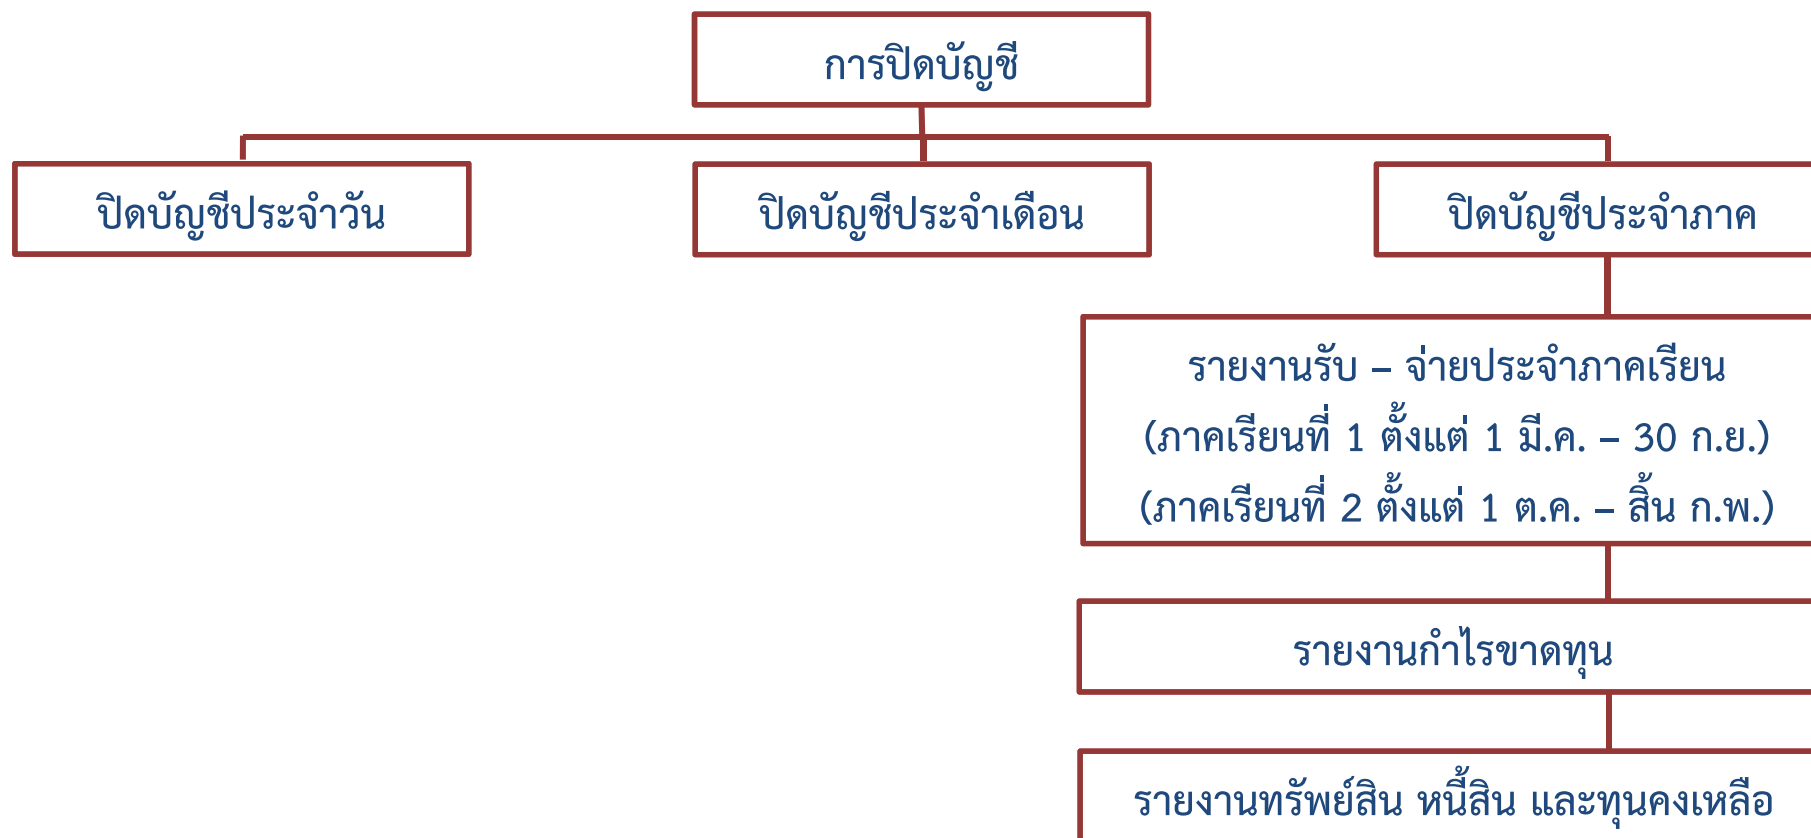 การปิดบัญชี
ปิดบัญชีประจำวัน
ปิดบัญชีประจำเดือน
ปิดบัญชีประจำภาค
รายงานรับ – จ่ายประจำภาคเรียน
(ภาคเรียนที่ 1 ตั้งแต่ 1 มี.ค. – 30 ก.ย.)
(ภาคเรียนที่ 2 ตั้งแต่ 1 ต.ค. – สิ้น ก.พ.)
รายงานกำไรขาดทุน
รายงานทรัพย์สิน หนี้สิน และทุนคงเหลือ